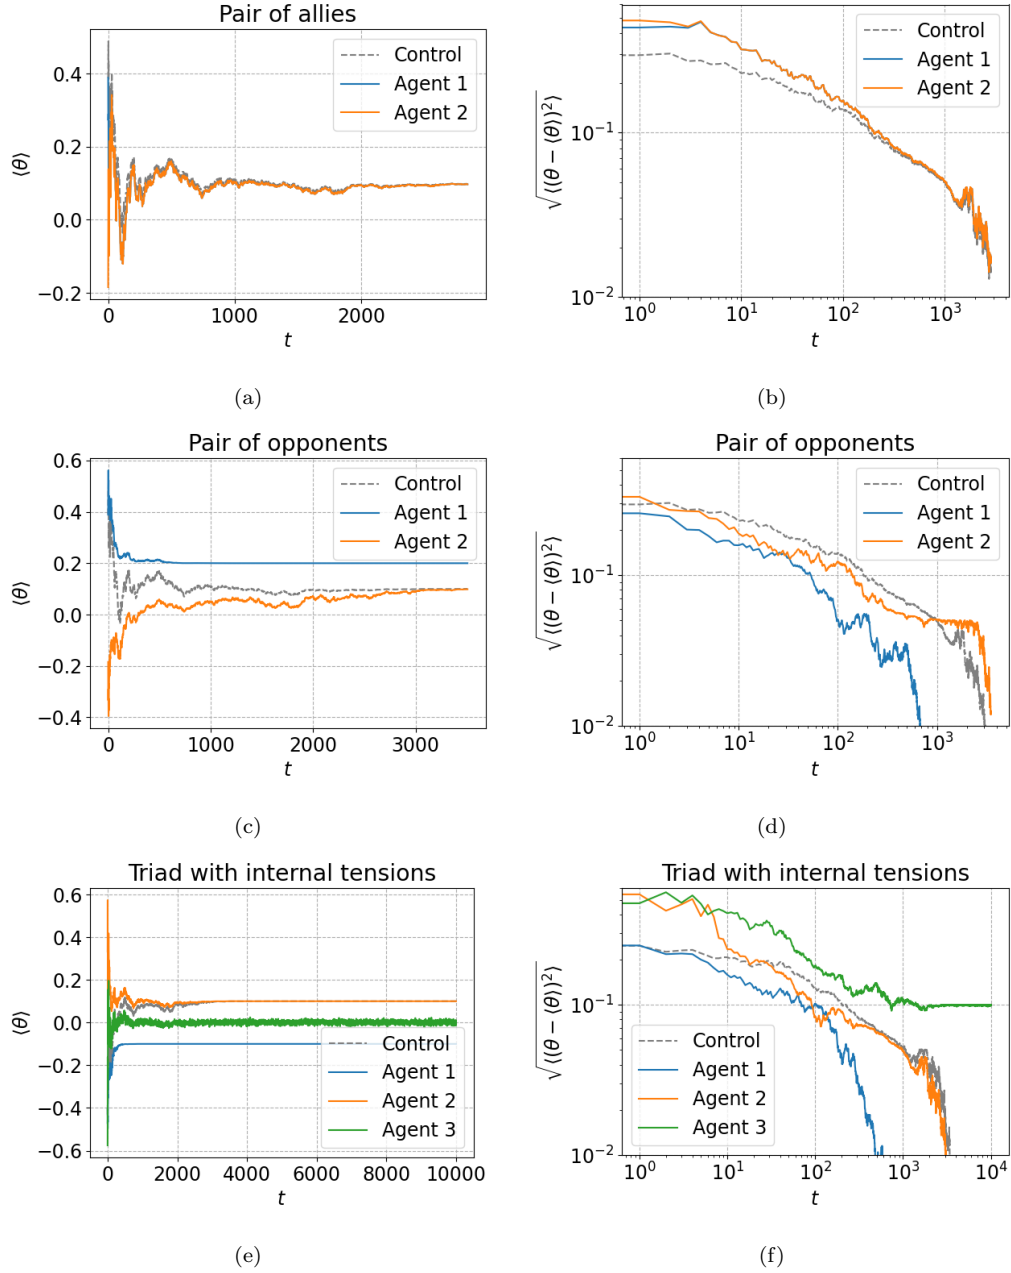 Pair of allies
0.4
0.2
0.0
−0.2
⟨θ⟩
0 1000 2000
t
Control
Agent 1
Agent 2
(a)
√⟨(θ − ⟨θ⟩)²⟩
10⁻¹
10⁻²
10⁰ 10¹ 10² 10³
t
Control
Agent 1
Agent 2
(b)
Pair of opponents
0.6
0.4
0.2
0.0
−0.2
−0.4
⟨θ⟩
0 1000 2000 3000
t
Control
Agent 1
Agent 2
(c)
Pair of opponents
√⟨(θ − ⟨θ⟩)²⟩
10⁻¹
10⁻²
10⁰ 10¹ 10² 10³
t
Control
Agent 1
Agent 2
(d)
Triad with internal tensions
0.6
0.4
0.2
0.0
−0.2
−0.4
−0.6
⟨θ⟩
0 2000 4000 6000 8000 10000
t
Control
Agent 1
Agent 2
Agent 3
(e)
Triad with internal tensions
√⟨(θ − ⟨θ⟩)²⟩
10⁻¹
10⁻²
10⁰ 10¹ 10² 10³ 10⁴
t
Control
Agent 1
Agent 2
Agent 3
(f)